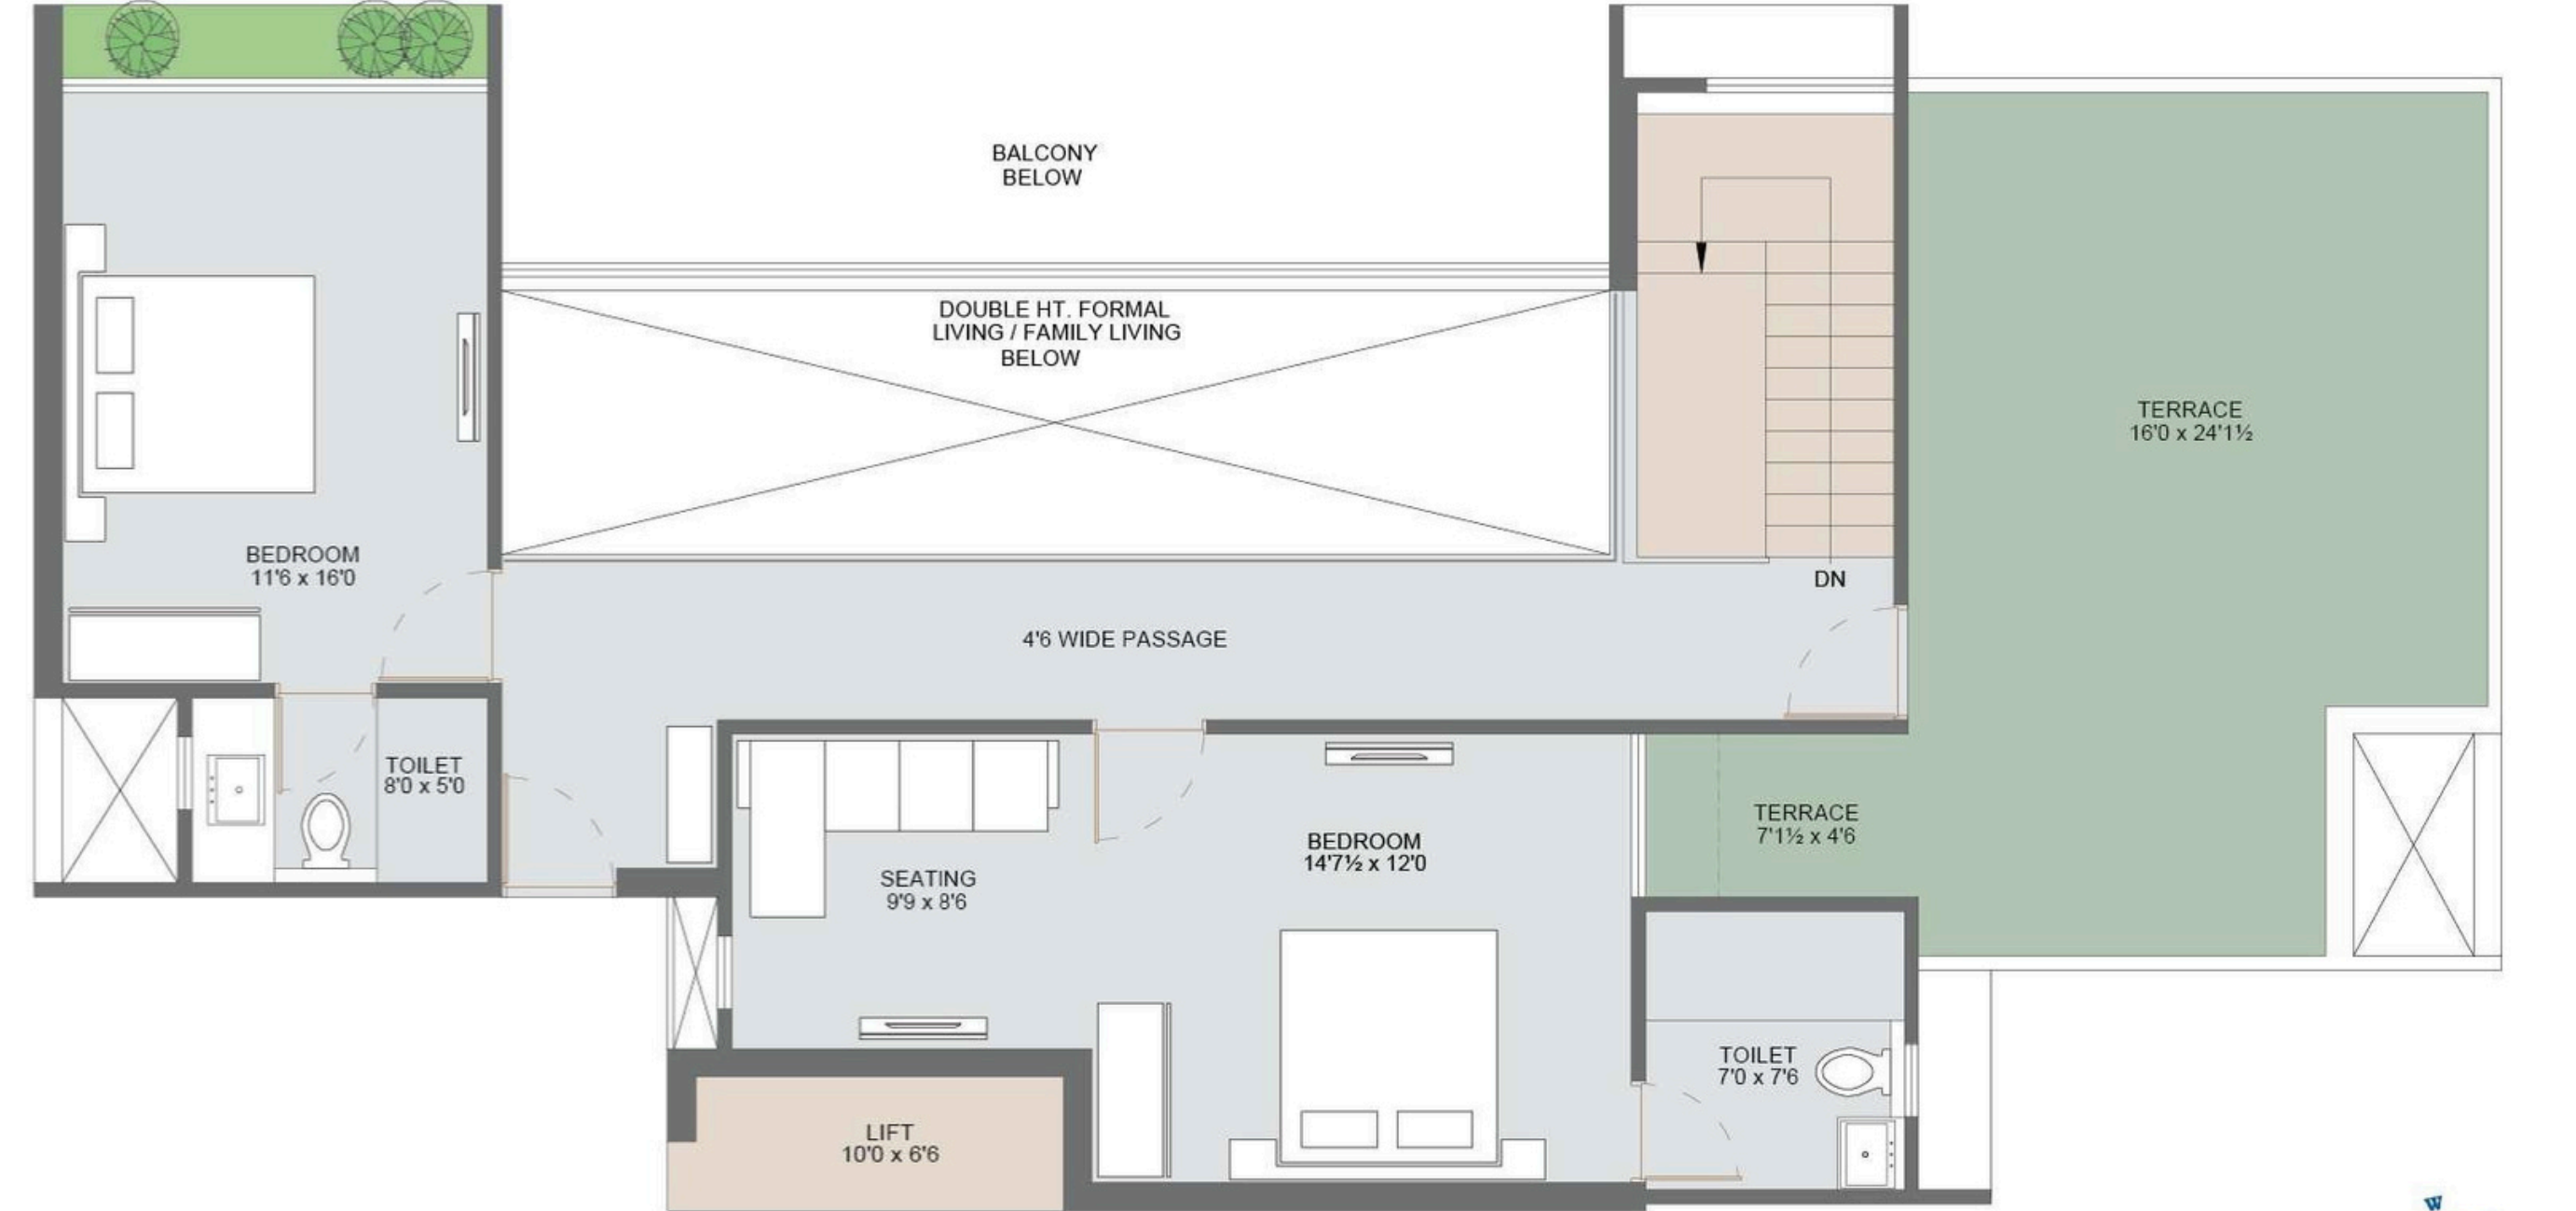 BALCONY
BELOW
DOUBLE HT. FORMAL
LIVING / FAMILY LIVING
BELOW
TERRACE
16'0 x 24'1½
BEDROOM
11'6 x 16'0
DN
4'6 WIDE PASSAGE
TOILET
8'0 x 5'0
TERRACE
7'1½ x 4'6
BEDROOM
14'7½ x 12'0
SEATING
9'9 x 8'6
TOILET
7'0 x 7'6
LIFT
10'0 x 6'6
W